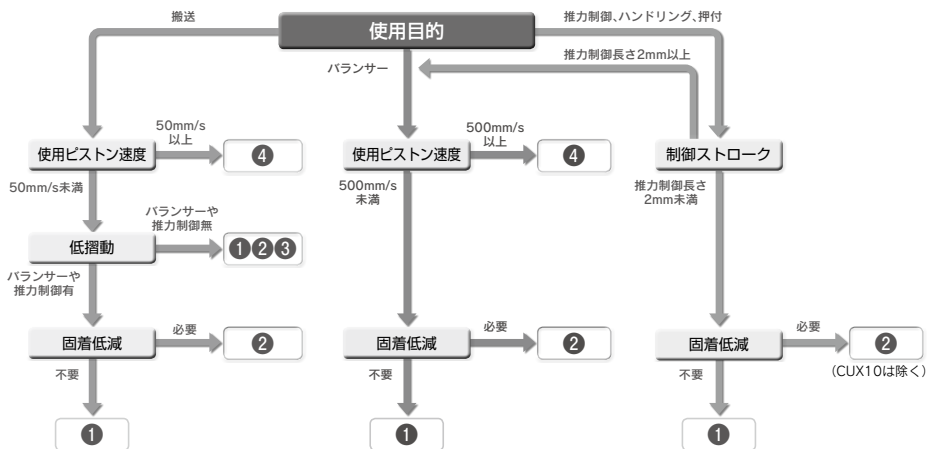 搬送
使用目的
推力制御、ハンドリング、押付
バランサー
推力制御長さ2mm以上
50mm/s
以上
500mm/s
以上
使用ピストン速度
❹
使用ピストン速度
❹
制御ストローク
50mm/s未満
500mm/s
未満
推力制御長さ
2mm未満
バランサーや
推力制御無
低摺動
❶❷❸
バランサーや
推力制御有
固着低減
必要
❷
固着低減
必要
❷
固着低減
必要
❷
(CUX10は除く)
不要
不要
不要
❶
❶
❶